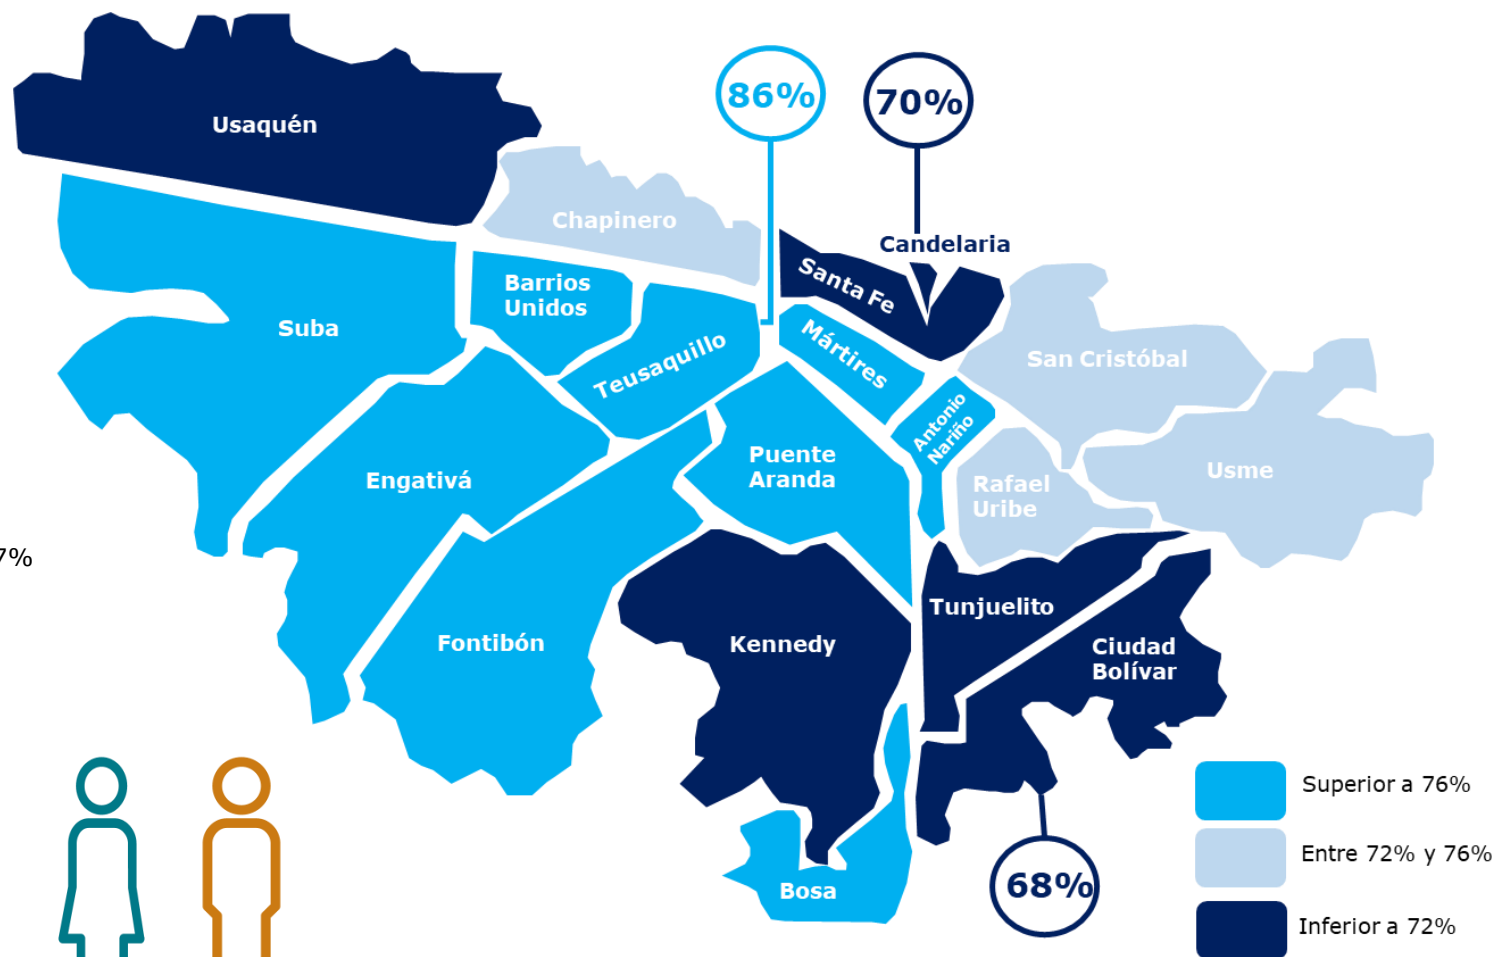 86%
70%
Usaquén
Chapinero
Candelaria
Santa Fe
Barrios
Unidos
Suba
Teusaquillo
Mártires
San Cristóbal
Antonio
Nariño
Puente
Aranda
Engativá
Rafael
Uribe
Usme
7%
Tunjuelito
Fontibón
Kennedy
Ciudad
Bolívar
Superior a 76%
Entre 72% y 76%
68%
Bosa
Inferior a 72%